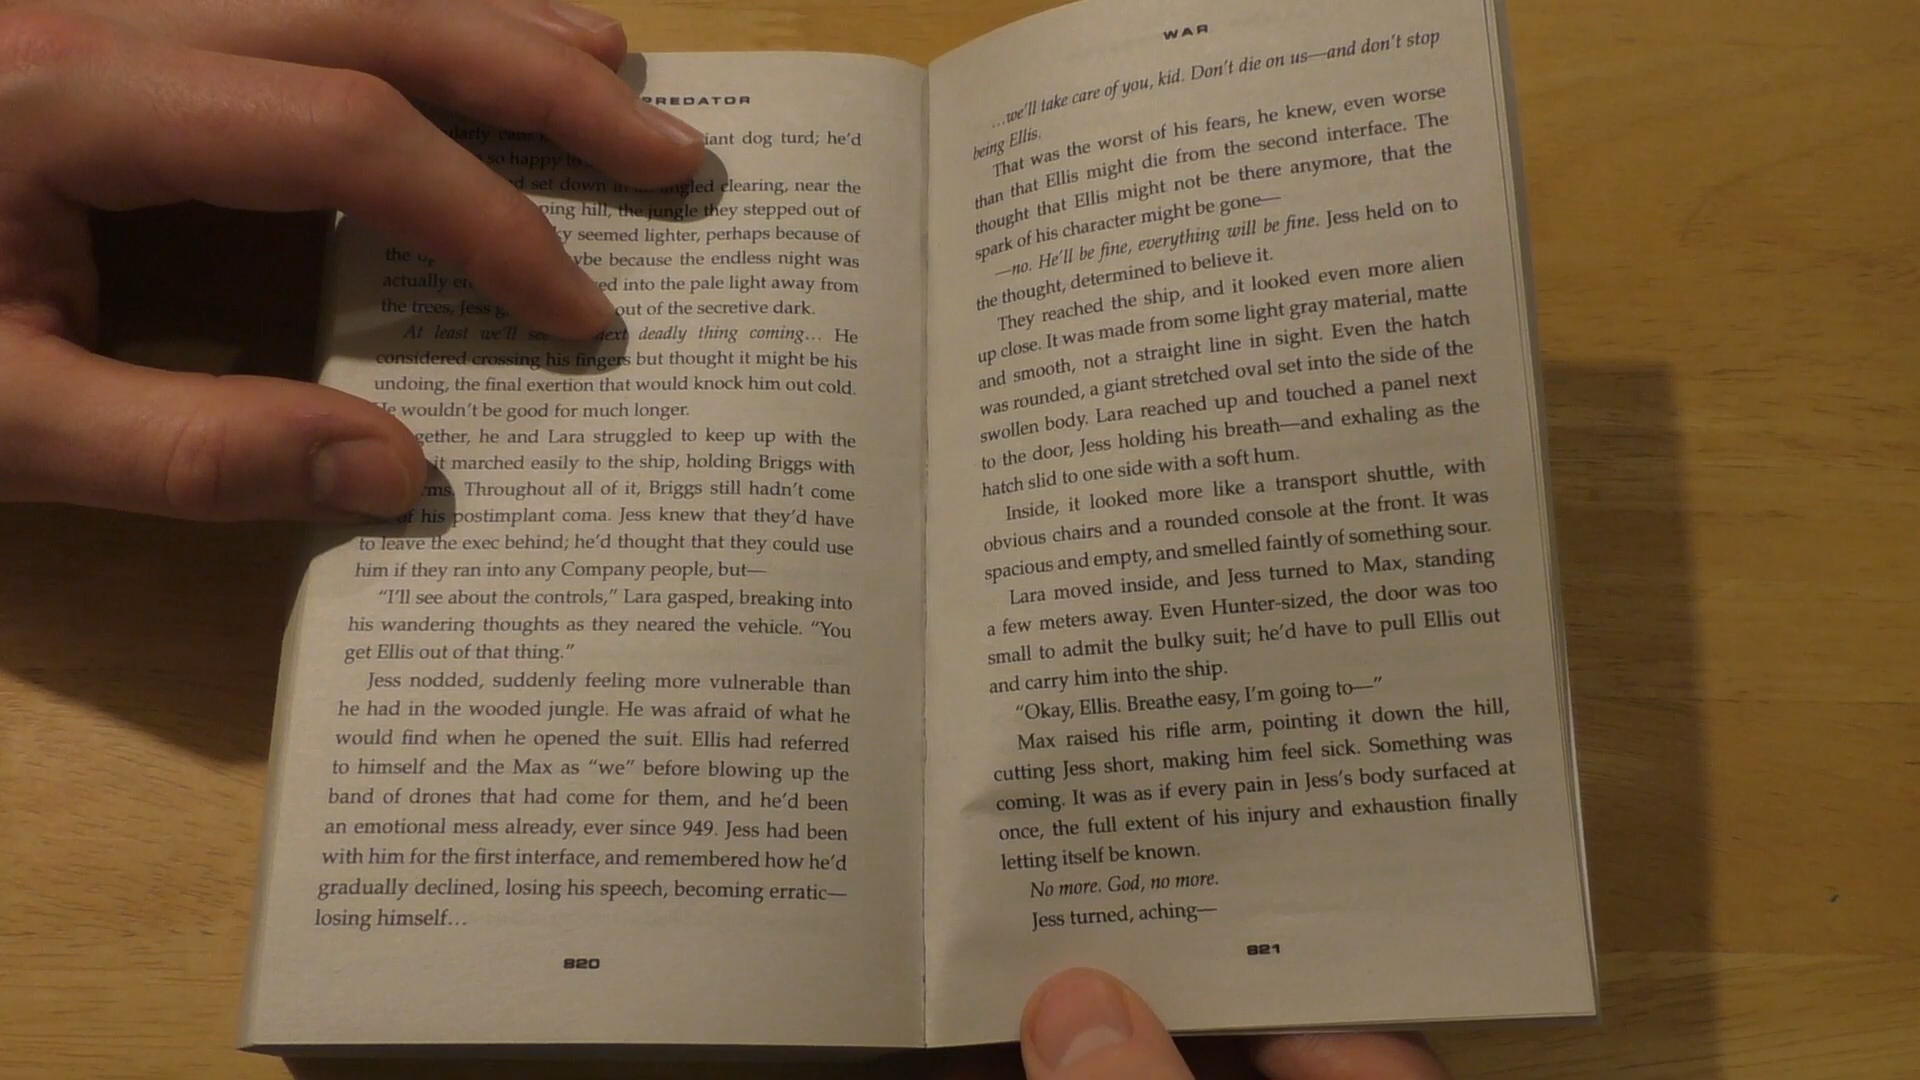 PREDATOR
iant dog turd; he'd
so happy to
set down in clearing, near the
ping hill, the jungle they stepped out of
ky seemed lighter, perhaps because of
the ybe because the endless night was
actually ed into the pale light away from
the trees, Jess out of the secretive dark.
At least we'll see next deadly thing coming… He
considered crossing his fingers but thought it might be his
undoing, the final exertion that would knock him out cold.
He wouldn't be good for much longer.
gether, he and Lara struggled to keep up with the
it marched easily to the ship, holding Briggs with
rms. Throughout all of it, Briggs still hadn't come
of his postimplant coma. Jess knew that they'd have
to leave the exec behind; he'd thought that they could use
him if they ran into any Company people, but—
"I'll see about the controls," Lara gasped, breaking into
his wandering thoughts as they neared the vehicle. "You
get Ellis out of that thing."
Jess nodded, suddenly feeling more vulnerable than
he had in the wooded jungle. He was afraid of what he
would find when he opened the suit. Ellis had referred
to himself and the Max as "we" before blowing up the
band of drones that had come for them, and he'd been
an emotional mess already, ever since 949. Jess had been
with him for the first interface, and remembered how he'd
gradually declined, losing his speech, becoming erratic—
losing himself…
820
WAR
…we'll take care of you, kid. Don't die on us—and don't stop
being Ellis.
That was the worst of his fears, he knew, even worse
than that Ellis might die from the second interface. The
thought that Ellis might not be there anymore, that the
spark of his character might be gone—
—no. He'll be fine, everything will be fine. Jess held on to
the thought, determined to believe it.
They reached the ship, and it looked even more alien
up close. It was made from some light gray material, matte
and smooth, not a straight line in sight. Even the hatch
was rounded, a giant stretched oval set into the side of the
swollen body. Lara reached up and touched a panel next
to the door, Jess holding his breath—and exhaling as the
hatch slid to one side with a soft hum.
Inside, it looked more like a transport shuttle, with
obvious chairs and a rounded console at the front. It was
spacious and empty, and smelled faintly of something sour.
Lara moved inside, and Jess turned to Max, standing
a few meters away. Even Hunter-sized, the door was too
small to admit the bulky suit; he'd have to pull Ellis out
and carry him into the ship.
"Okay, Ellis. Breathe easy, I'm going to—"
Max raised his rifle arm, pointing it down the hill,
cutting Jess short, making him feel sick. Something was
coming. It was as if every pain in Jess's body surfaced at
once, the full extent of his injury and exhaustion finally
letting itself be known.
No more. God, no more.
Jess turned, aching—
821